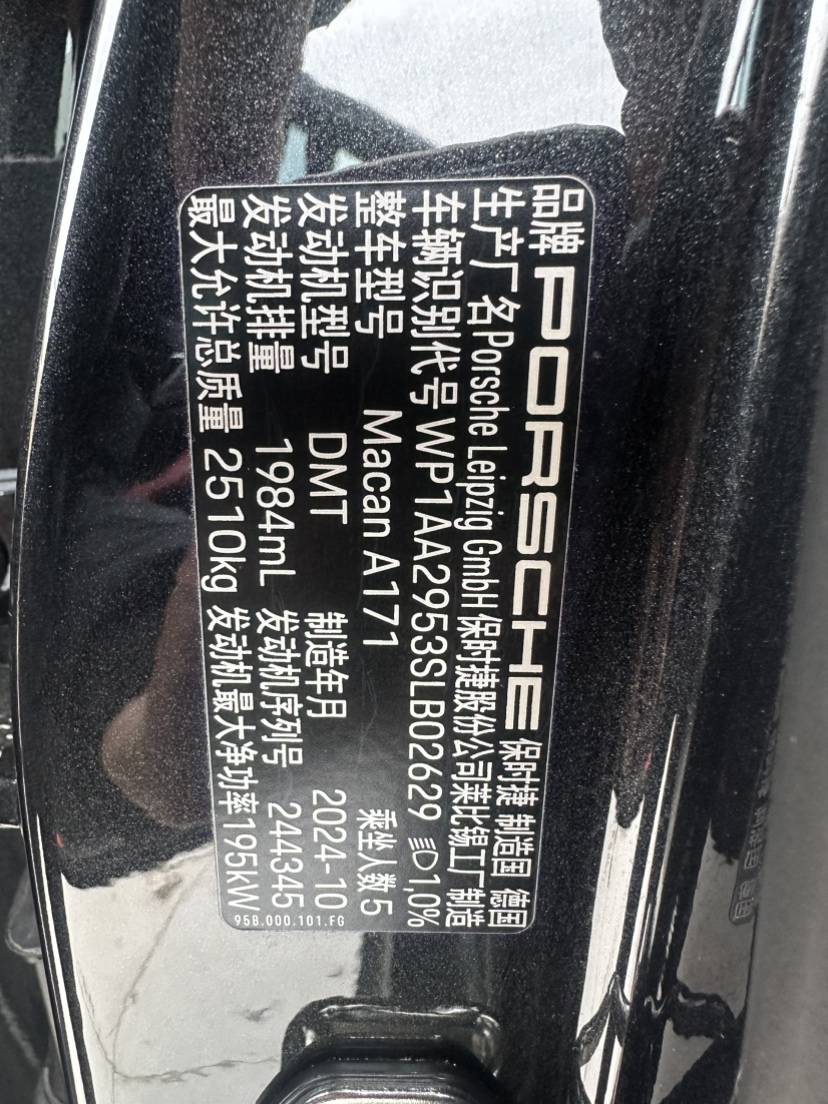 品牌 PORSCHE 保时捷 制造国 德国
生产厂名Porsche Leipzig GmbH 保时捷股份公司莱比锡工厂 制造
车辆识别代号 WP1AA2953SLB02629 1,0%
整车型号 Macan A171 乘坐人数 5
发动机型号 DMT 制造年月 2024-10
发动机排量 1984mL 发动机序列号 244345
最大允许总质量 2510kg 发动机最大净功率195kW
95B.000.101.FG